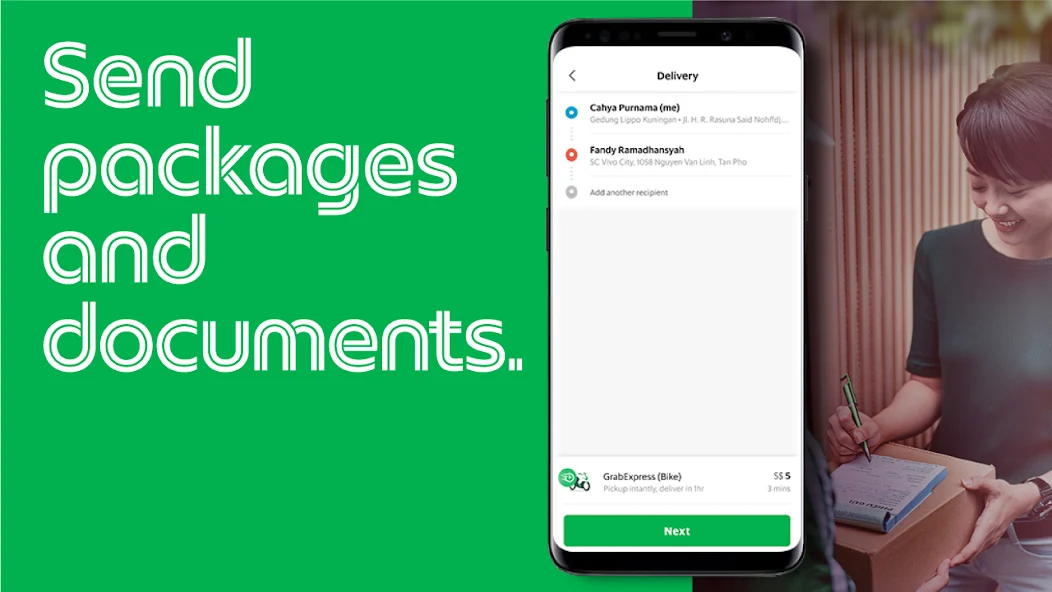 Send
packages
and
documents.
Delivery
Cahya Purnama (me)
Gedung Lippo Kuningan • Jl. H. R. Rasuna Said Nohffdj....
Fandy Ramadhansyah
SC Vivo City, 1058 Nguyen Van Linh, Tan Pho
Add another recipient
GrabExpress (Bike)
S$ 5
Pickup intantly, deliver in 1hr
3 mins
Next